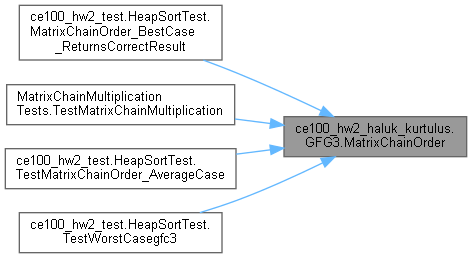 ce100_hw2_test.HeapSortTest.
MatrixChainOrder_BestCase
_ReturnsCorrectResult
MatrixChainMultiplication
Tests.TestMatrixChainMultiplication
ce100_hw2_haluk_kurtulus.
GFG3.MatrixChainOrder
ce100_hw2_test.HeapSortTest.
TestMatrixChainOrder_AverageCase
ce100_hw2_test.HeapSortTest.
TestWorstCasegfc3